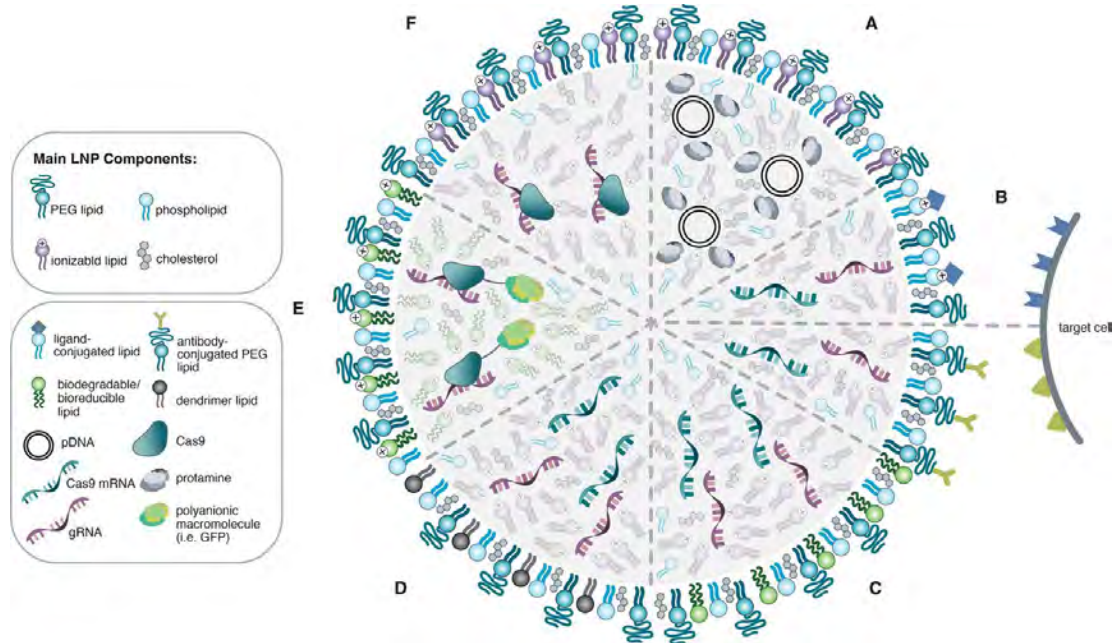 F
A
Main LNP Components:
PEG lipid
phospholipid
ionizabld lipid
cholesterol
B
target cell
E
ligand-
conjugated lipid
antibody-
conjugated PEG
lipid
biodegradable/
bioreducible
lipid
dendrimer lipid
pDNA
Cas9
Cas9 mRNA
protamine
gRNA
polyanionic
macromolecule
(i.e. GFP)
D
C